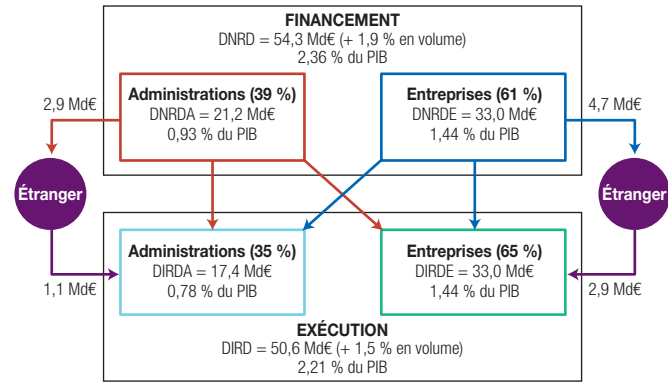 FINANCEMENT
DNRD = 54,3 Md€ (+ 1,9 % en volume)
2,36 % du PIB
2,9 Md€
Administrations (39 %)
DNRDA = 21,2 Md€
0,93 % du PIB
Entreprises (61 %)
DNRDE = 33,0 Md€
1,44 % du PIB
4,7 Md€
Étranger
Étranger
Administrations (35 %)
DIRDA = 17,4 Md€
0,78 % du PIB
Entreprises (65 %)
DIRDE = 33,0 Md€
1,44 % du PIB
1,1 Md€
2,9 Md€
EXÉCUTION
DIRD = 50,6 Md€ (+ 1,5 % en volume)
2,21 % du PIB